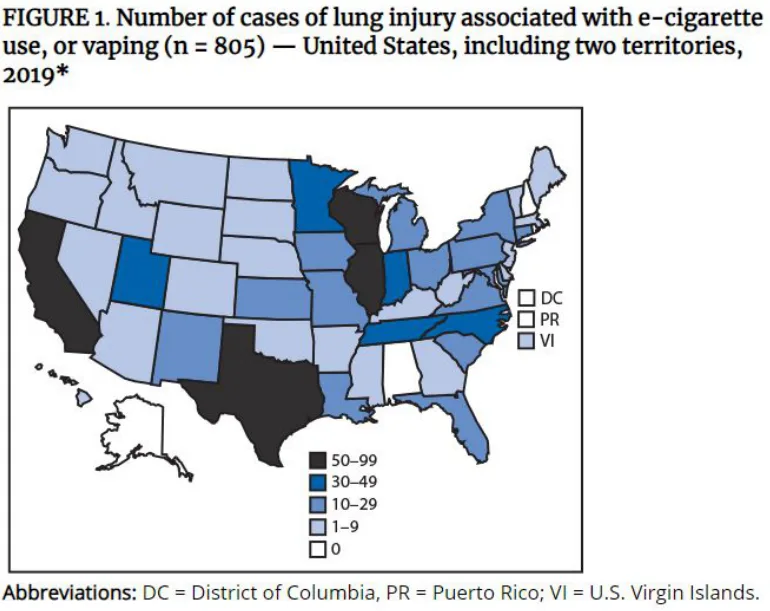 FIGURE 1. Number of cases of lung injury associated with e-cigarette
use, or vaping (n = 805) — United States, including two territories,
2019*
DC
PR
VI
50–99
30–49
10–29
1–9
0
Abbreviations: DC = District of Columbia, PR = Puerto Rico; VI = U.S. Virgin Islands.